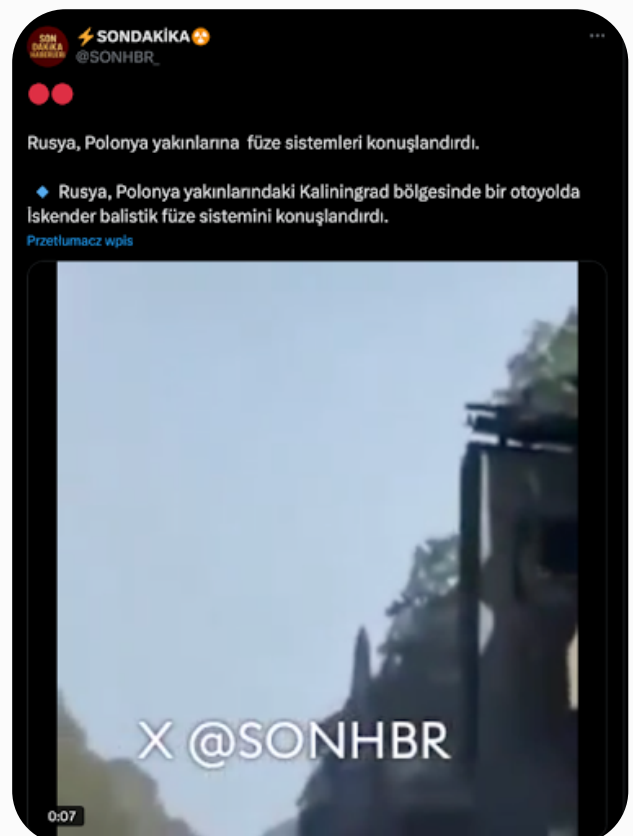 SON
DAKİKA
HABERLERİ
⚡SONDAKİKA☢
@SONHBR_
Rusya, Polonya yakınlarına füze sistemleri konuşlandırdı.
Rusya, Polonya yakınlarındaki Kaliningrad bölgesinde bir otoyolda
İskender balistik füze sistemini konuşlandırdı.
Przetłumacz wpis
X @SONHBR
0:07